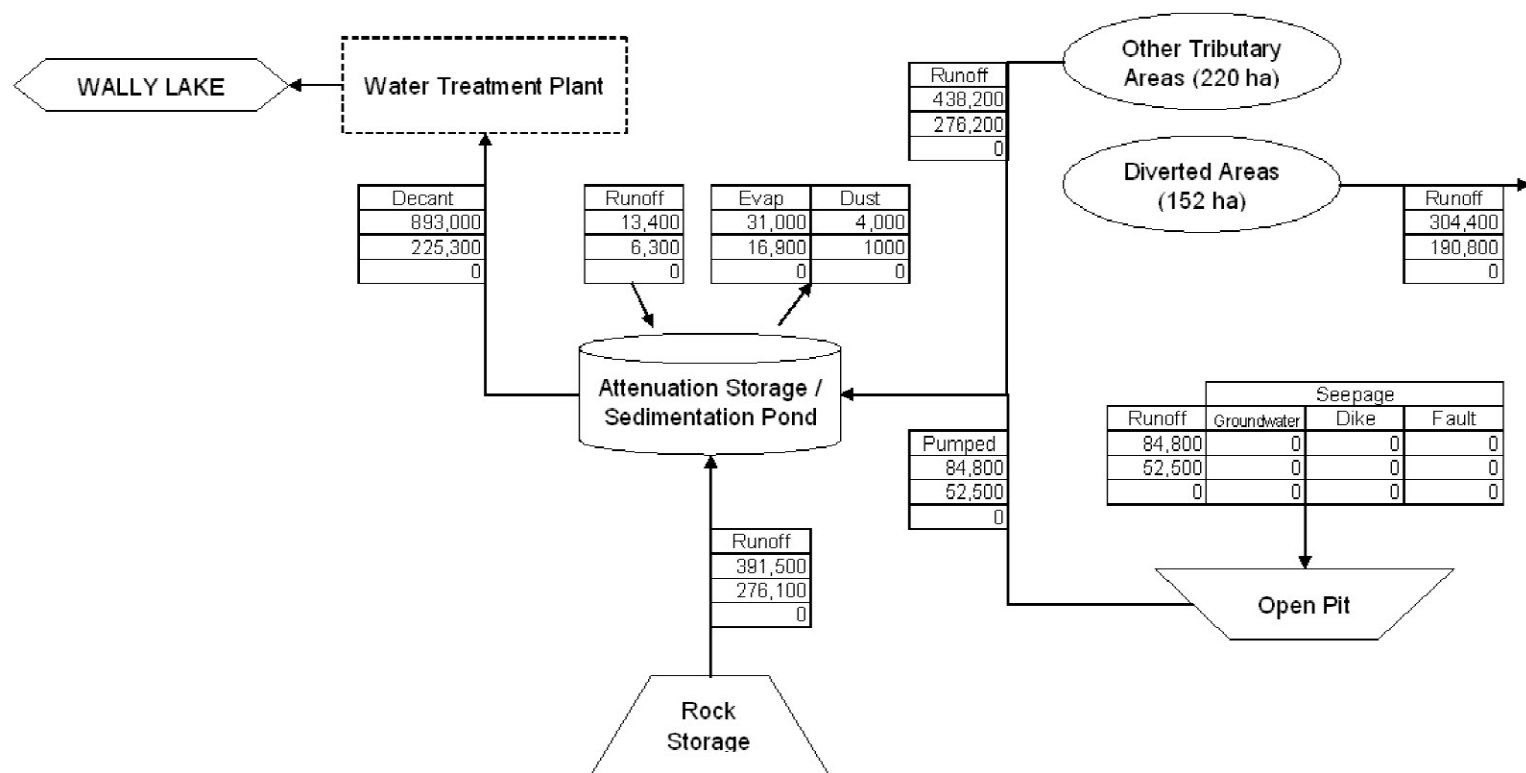 WALLY LAKE
Water Treatment Plant
Other Tributary
Areas (220 ha)
Runoff
438,200
276,200
0
Diverted Areas
(152 ha)
Runoff
304,400
190,800
0
Decant
893,000
225,300
0
Runoff
13,400
6,300
0
Evap Dust
31,000 4,000
16,900 1000
0 0
Attenuation Storage /
Sedimentation Pond
Seepage
Runoff Groundwater Dike Fault
84,800 0 0 0
52,500 0 0 0
0 0 0 0
Pumped
84,800
52,500
0
Runoff
391,500
276,100
0
Open Pit
Rock
Storage